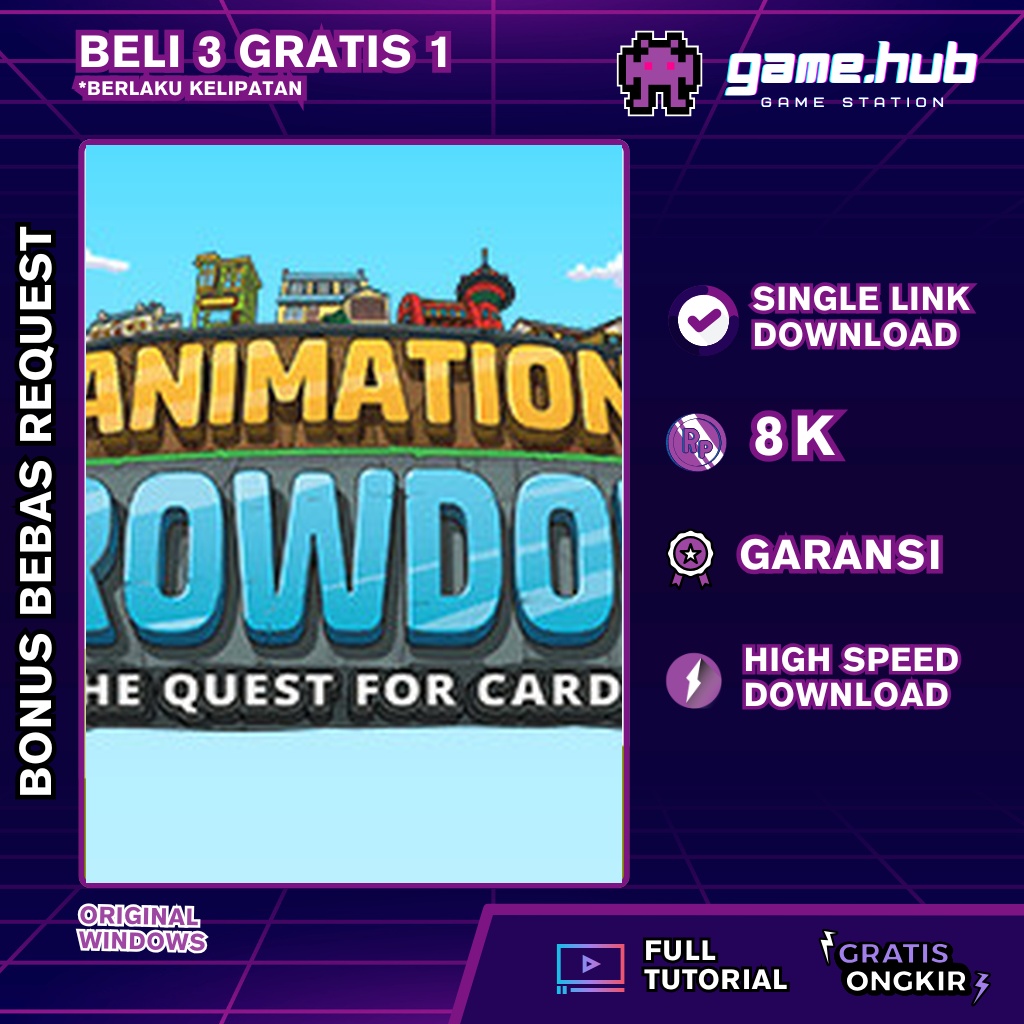 BELI 3 GRATIS 1
*BERLAKU KELIPATAN
game.hub
GAME STATION
BONUS BEBAS REQUEST
ANIMATION
ROWDO
HE QUEST FOR CARD
SINGLE LINK
DOWNLOAD
Rp
8K
GARANSI
HIGH SPEED
DOWNLOAD
ORIGINAL
WINDOWS
FULL
TUTORIAL
GRATIS
ONGKIR